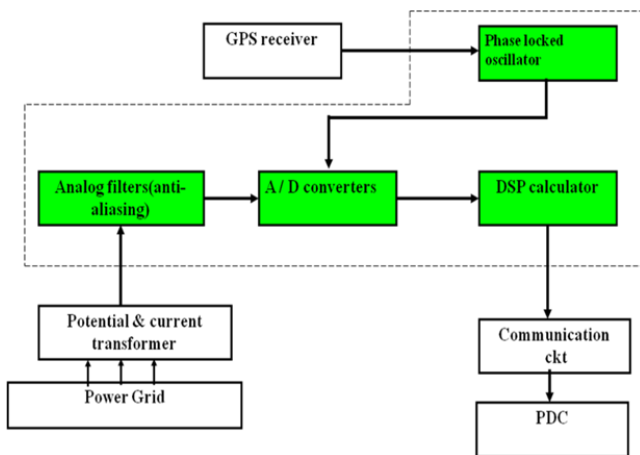 GPS receiver
Phase locked
oscillator
Analog filters(anti-
aliasing)
A / D converters
DSP calculator
Potential & current
transformer
Communication
ckt
Power Grid
PDC